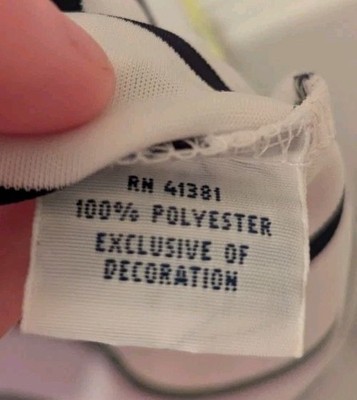 RN 41381
100% POLYESTER
EXCLUSIVE OF
DECORATION